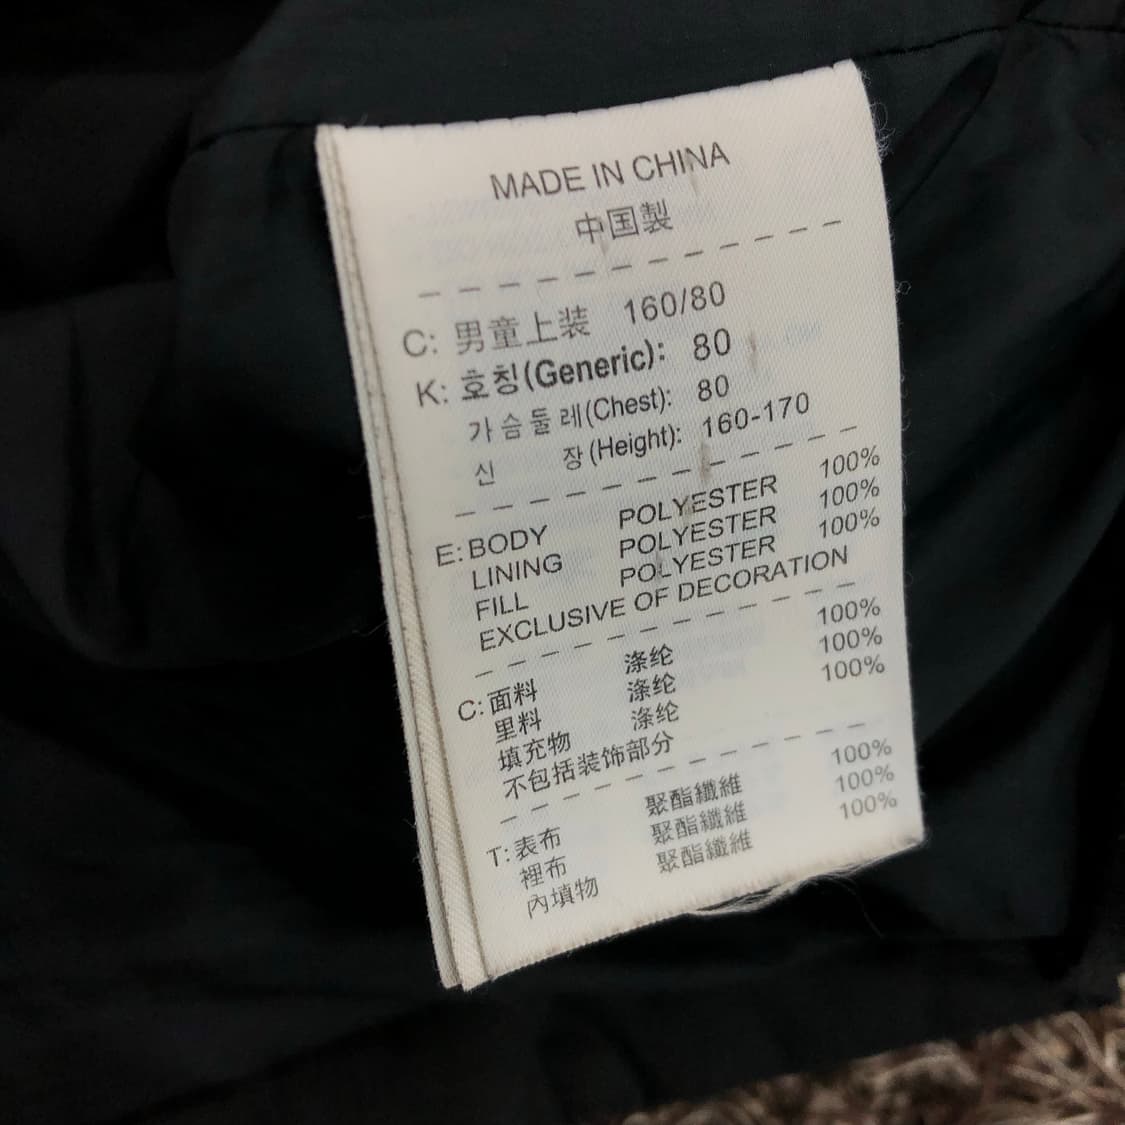 MADE IN CHINA
中国製
C: 男童上装 160/80
K: 호칭(Generic): 80
가슴둘레(Chest): 80
신 장(Height): 160-170
E: BODY POLYESTER 100%
LINING POLYESTER 100%
FILL POLYESTER 100%
EXCLUSIVE OF DECORATION
C: 面料 涤纶 100%
里料 涤纶 100%
填充物 涤纶 100%
不包括装饰部分
T: 表布 聚酯纖維 100%
裡布 聚酯纖維 100%
內填物 聚酯纖維 100%